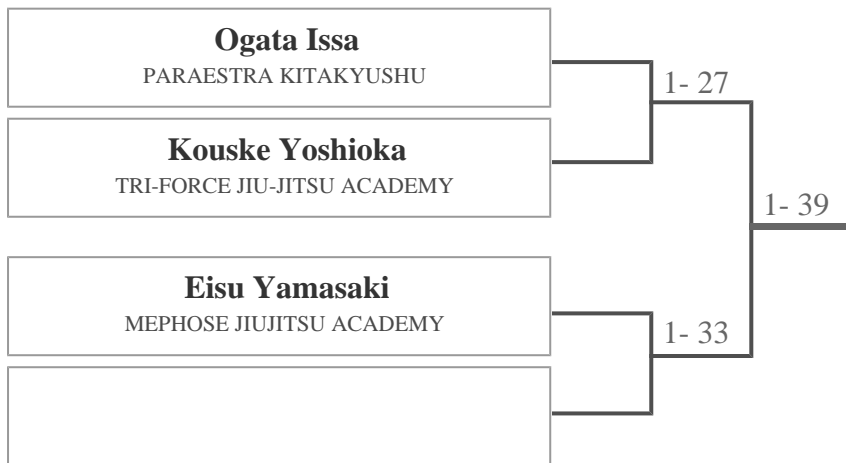 Ogata Issa
PARAESTRA KITAKYUSHU
1- 27
Kouske Yoshioka
TRI-FORCE JIU-JITSU ACADEMY
1- 39
Eisu Yamasaki
MEPHOSE JIUJITSU ACADEMY
1- 33